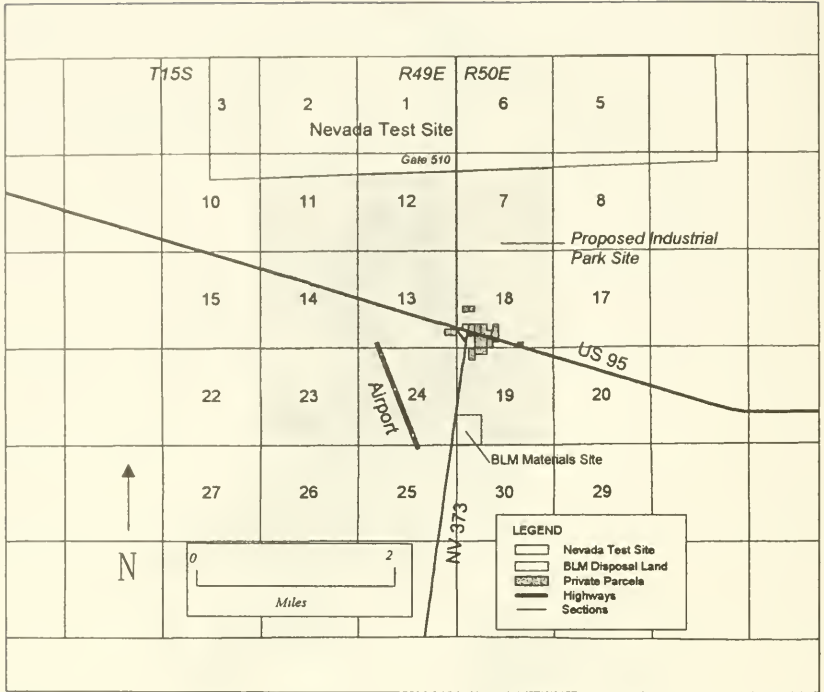 T15S R49E R50E
3 2 1 6 5
Nevada Test Site
Gate 510
10 11 12 7 8
Proposed Industrial
Park Site
15 14 13 18 17
US 95
22 23 24 19 20
Airport
BLM Materials Site
27 26 25 30 29
NV 373
N
0 2
Miles
LEGEND
Nevada Test Site
BLM Disposal Land
Private Parcels
Highways
Sections